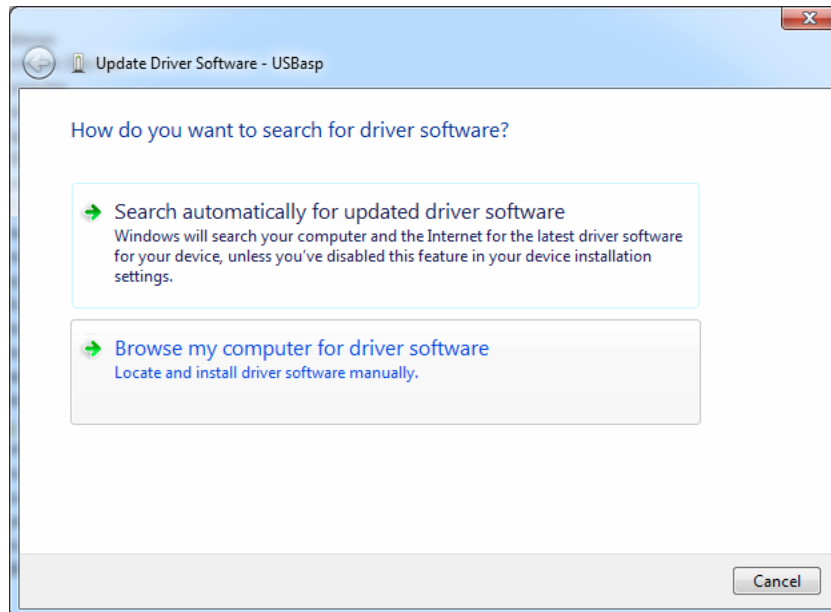 Update Driver Software - USBasp
How do you want to search for driver software?
Search automatically for updated driver software
Windows will search your computer and the Internet for the latest driver software
for your device, unless you've disabled this feature in your device installation
settings.
Browse my computer for driver software
Locate and install driver software manually.
Cancel